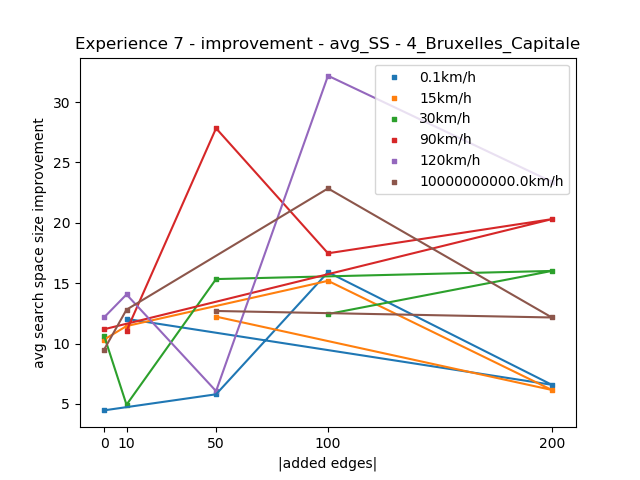 Experience 7 - improvement - avg_SS - 4_Bruxelles_Capitale
avg search space size improvement
30
25
20
15
10
5
0.1km/h
15km/h
30km/h
90km/h
120km/h
10000000000.0km/h
0 10 50 100 200
|added edges|